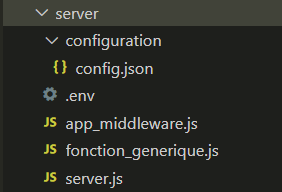 server
configuration
{} config.json
.env
JS app_middleware.js
JS fonction_generique.js
JS server.js